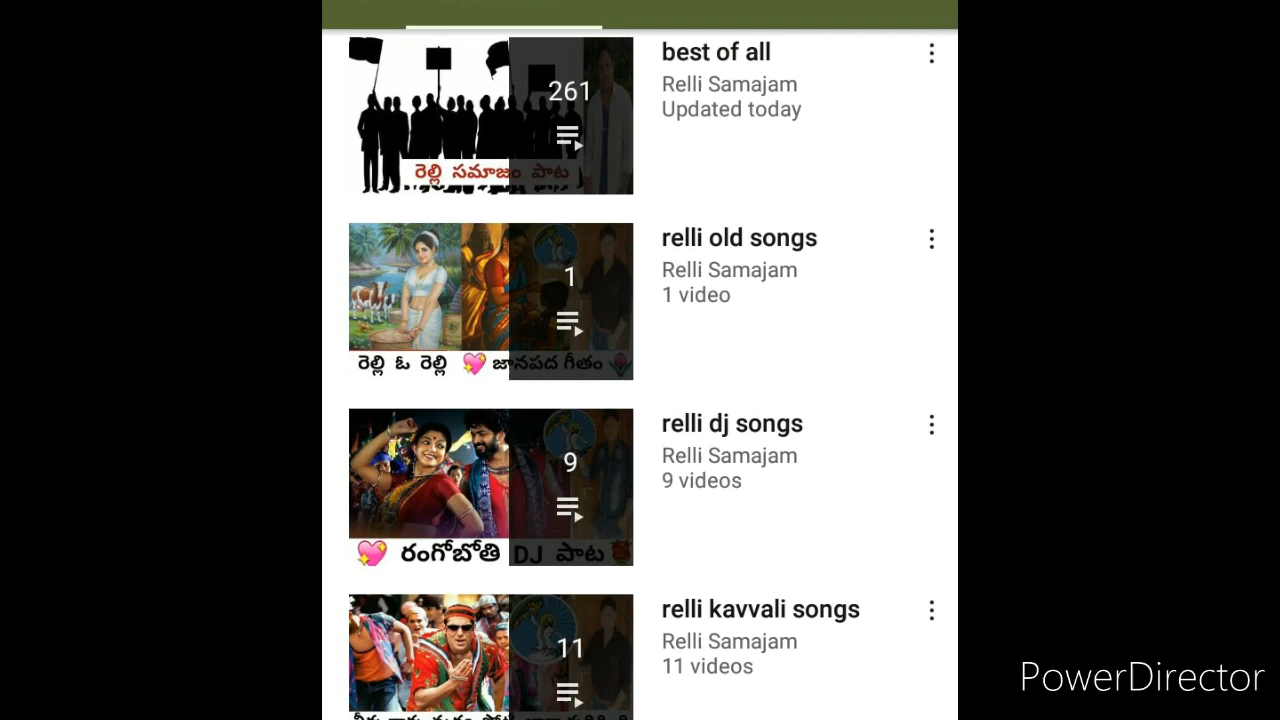 best of all
Relli Samajam
Updated today
261
రెల్లి సమాజం పాట
relli old songs
Relli Samajam
1 video
1
రెల్లి ఓ రెల్లి 💖 జానపద గీతం 🌷
relli dj songs
Relli Samajam
9 videos
9
💖 రంగోబోతి DJ పాట
relli kavvali songs
Relli Samajam
11 videos
11
PowerDirector